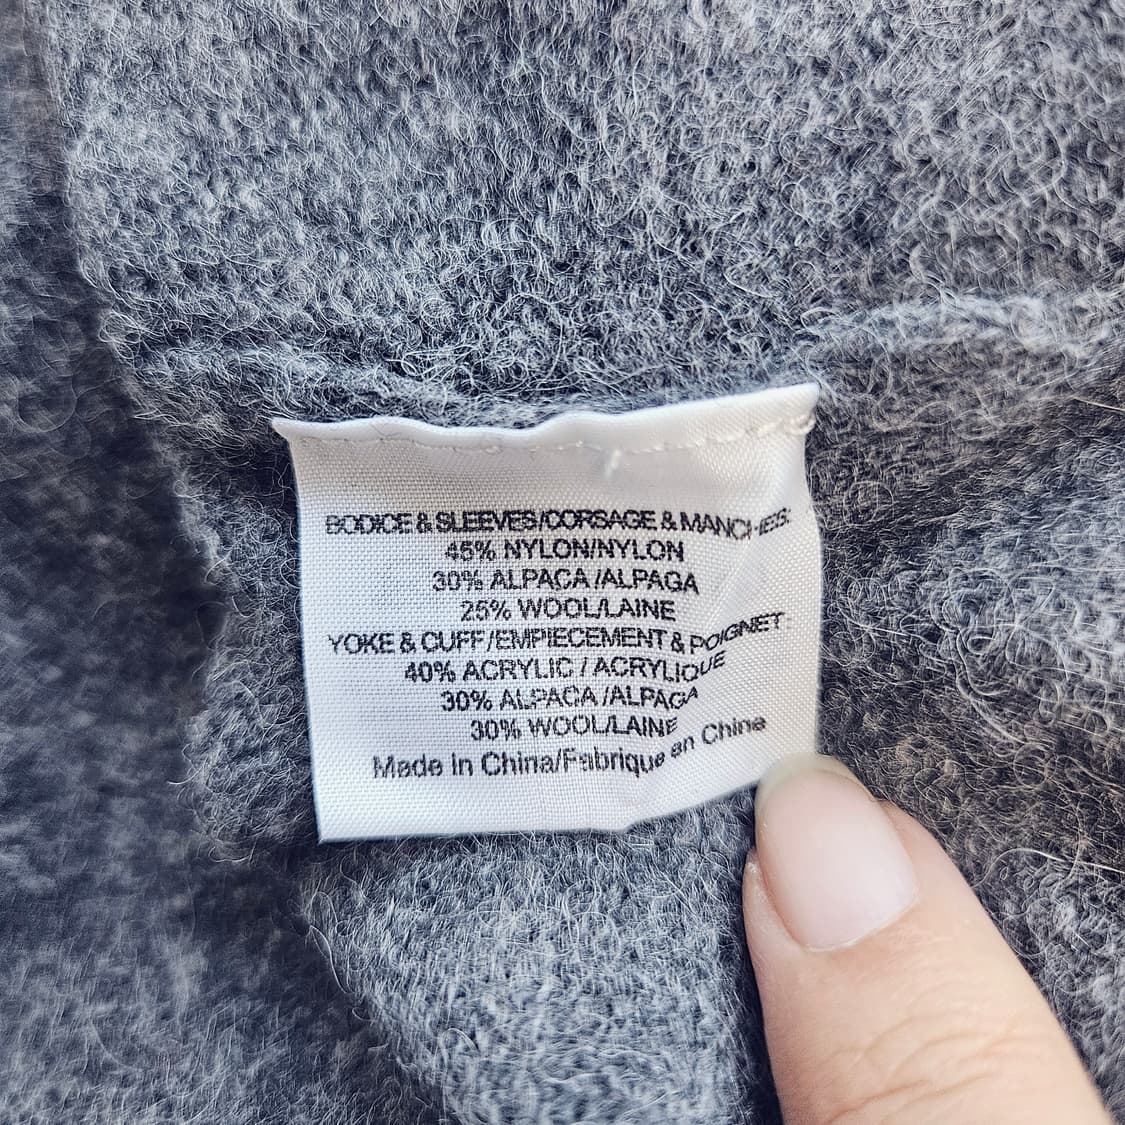 BODICE & SLEEVES/CORSAGE & MANCHES:
45% NYLON/NYLON
30% ALPACA/ALPAGA
25% WOOL/LAINE
YOKE & CUFF/EMPIECEMENT & POIGNET:
40% ACRYLIC / ACRYLIQUE
30% ALPACA/ALPAGA
30% WOOL/LAINE
Made in China/Fabrique en Chine